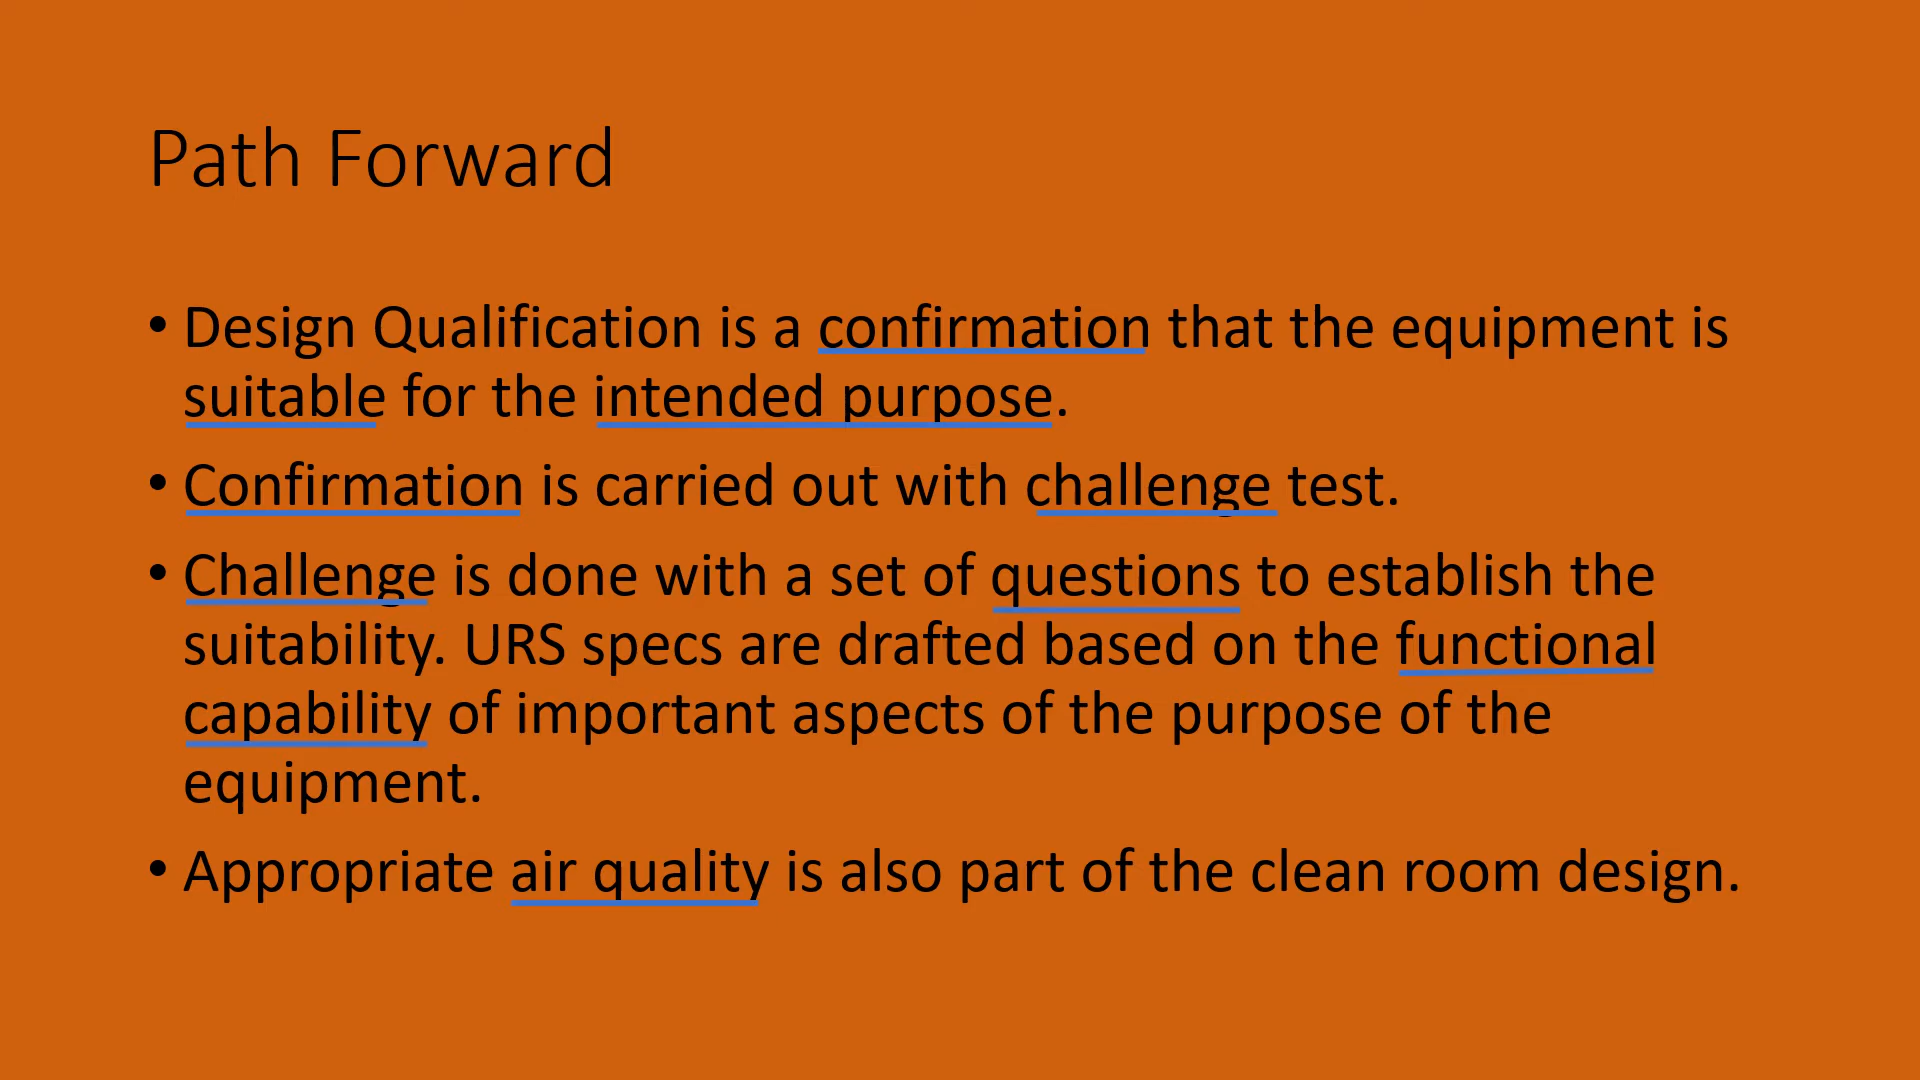 Path Forward
• Design Qualification is a confirmation that the equipment is
suitable for the intended purpose.
• Confirmation is carried out with challenge test.
• Challenge is done with a set of questions to establish the
suitability. URS specs are drafted based on the functional
capability of important aspects of the purpose of the
equipment.
• Appropriate air quality is also part of the clean room design.